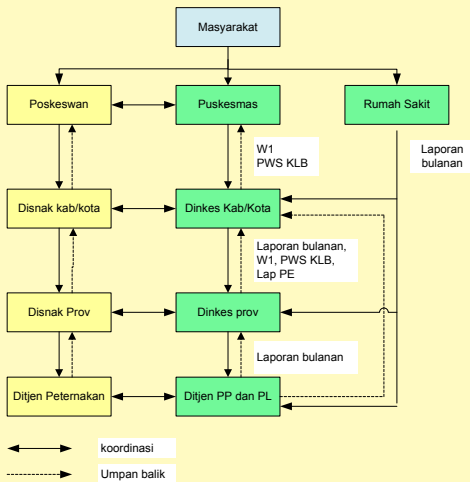 Masyarakat
Poskeswan
Puskesmas
Rumah Sakit
W1
PWS KLB
Laporan
bulanan
Disnak kab/kota
Dinkes Kab/Kota
Laporan bulanan,
W1, PWS KLB,
Lap PE
Disnak Prov
Dinkes prov
Laporan bulanan
Ditjen Peternakan
Ditjen PP dan PL
koordinasi
Umpan balik